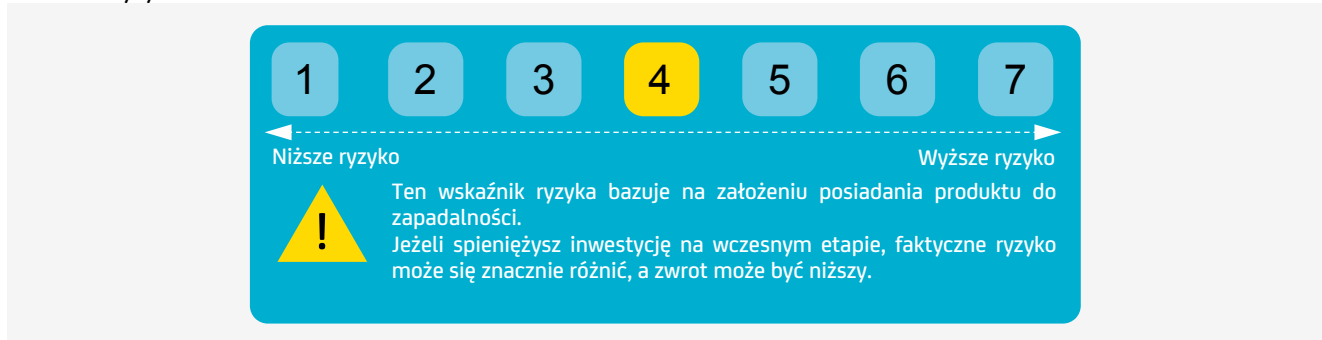 1 2 3 4 5 6 7
Niższe ryzyko Wyższe ryzyko
Ten wskaźnik ryzyka bazuje na założeniu posiadania produktu do
zapadalności.
! Jeżeli spieniężysz inwestycję na wczesnym etapie, faktyczne ryzyko
może się znacznie różnić, a zwrot może być niższy.